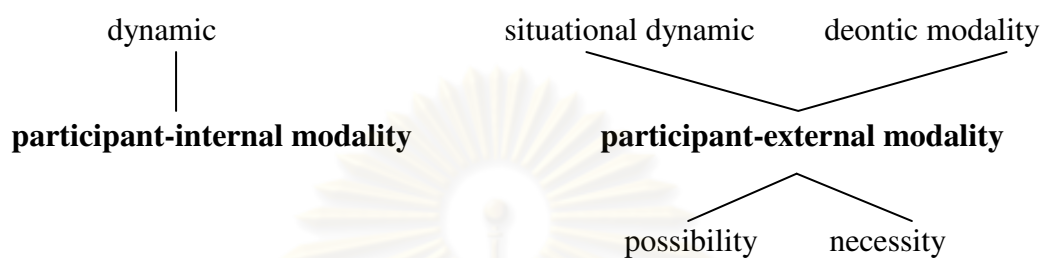 dynamic situational dynamic deontic modality
participant-internal modality participant-external modality
possibility necessity